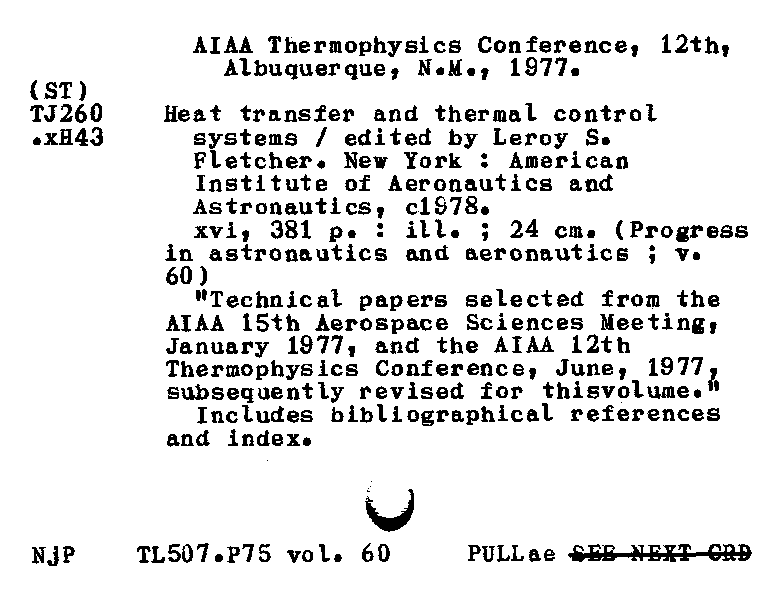 AIAA Thermophysics Conference, 12th,
Albuquerque, N.M., 1977.
(ST)
TJ260 Heat transfer and thermal control
.xH43 systems / edited by Leroy S.
Fletcher. New York : American
Institute of Aeronautics and
Astronautics, c1978.
xvi, 381 p. : ill. ; 24 cm. (Progress
in astronautics and aeronautics ; v.
60)
"Technical papers selected from the
AIAA 15th Aerospace Sciences Meeting,
January 1977, and the AIAA 12th
Thermophysics Conference, June, 1977,
subsequently revised for thisvolume."
Includes bibliographical references
and index.
NjP TL507.P75 vol. 60 PULLae SEE NEXT CRD